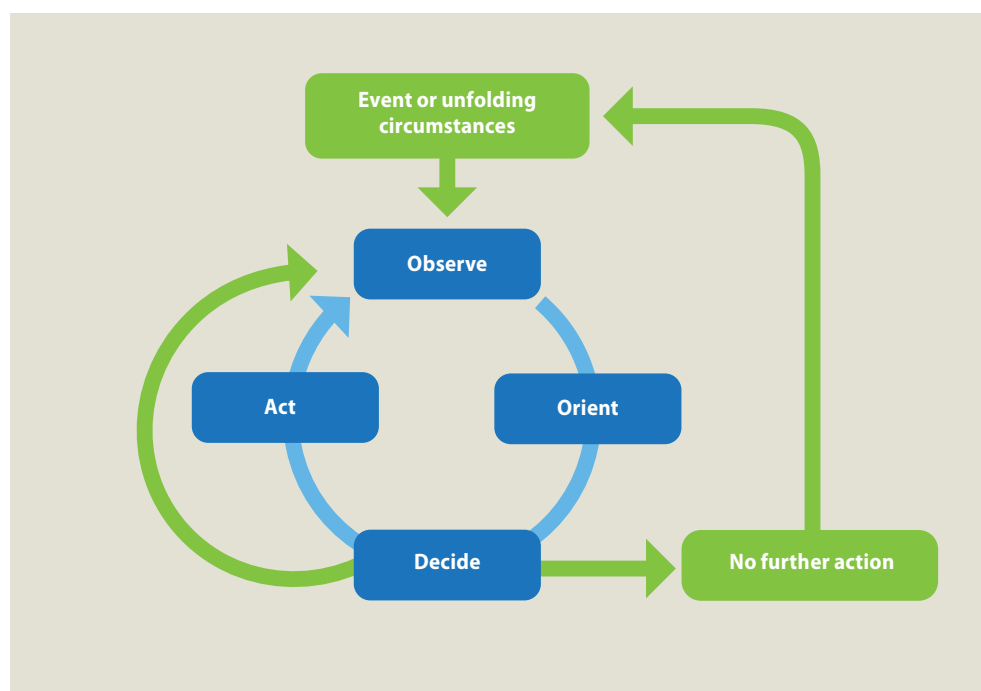 Event or unfolding
circumstances
Observe
Act
Orient
Decide
No further action